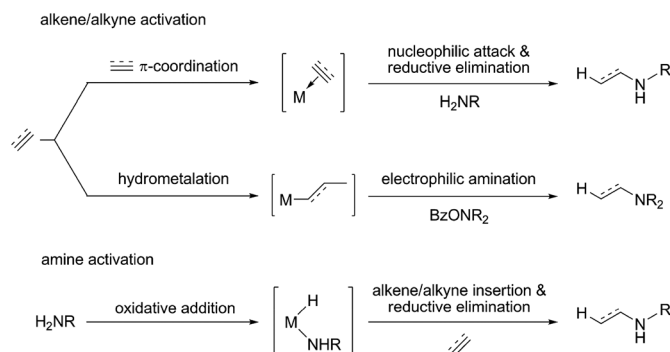 alkene/alkyne activation
π-coordination
M
nucleophilic attack &
reductive elimination
H2NR
H
N
H
R
hydrometalation
M
electrophilic amination
BzONR2
H
NR2
amine activation
H2NR
oxidative addition
H
M
NHR
alkene/alkyne insertion &
reductive elimination
H
N
H
R